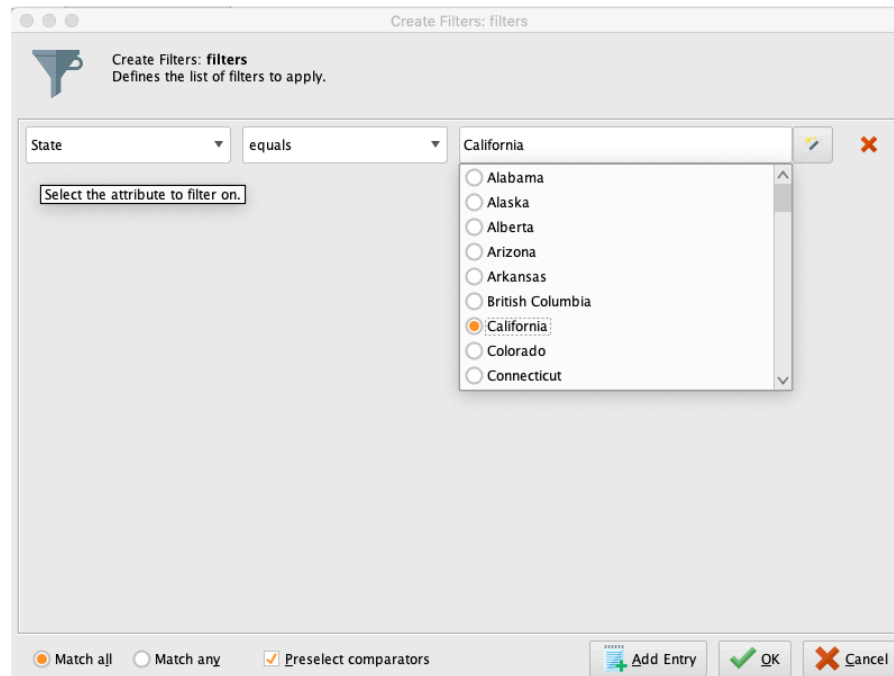 Create Filters: filters
Create Filters: filters
Defines the list of filters to apply.
State equals California
Select the attribute to filter on.
Alabama
Alaska
Alberta
Arizona
Arkansas
British Columbia
California
Colorado
Connecticut
Match all Match any Preselect comparators Add Entry OK Cancel